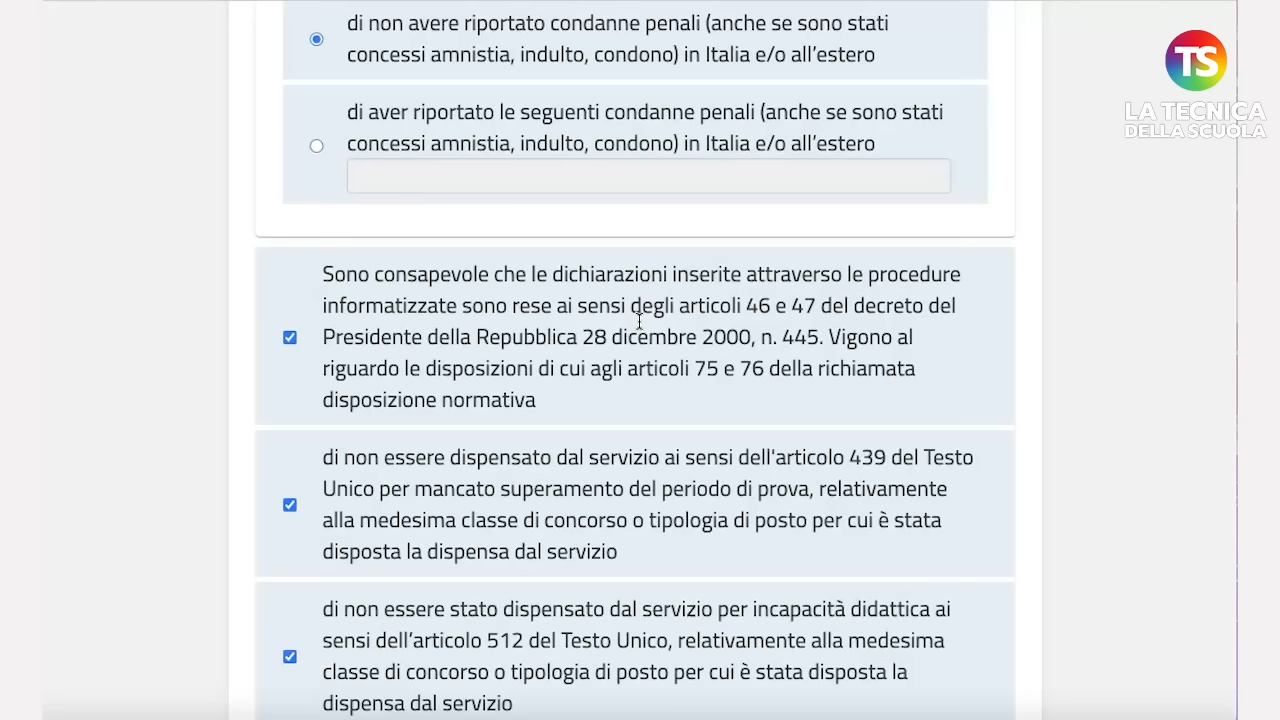 di non avere riportato condanne penali (anche se sono stati
concessi amnistia, indulto, condono) in Italia e/o all’estero
di aver riportato le seguenti condanne penali (anche se sono stati
concessi amnistia, indulto, condono) in Italia e/o all’estero
TS
LA TECNICA
DELLA SCUOLA
Sono consapevole che le dichiarazioni inserite attraverso le procedure
informatizzate sono rese ai sensi degli articoli 46 e 47 del decreto del
Presidente della Repubblica 28 dicembre 2000, n. 445. Vigono al
riguardo le disposizioni di cui agli articoli 75 e 76 della richiamata
disposizione normativa
di non essere dispensato dal servizio ai sensi dell'articolo 439 del Testo
Unico per mancato superamento del periodo di prova, relativamente
alla medesima classe di concorso o tipologia di posto per cui è stata
disposta la dispensa dal servizio
di non essere stato dispensato dal servizio per incapacità didattica ai
sensi dell’articolo 512 del Testo Unico, relativamente alla medesima
classe di concorso o tipologia di posto per cui è stata disposta la
dispensa dal servizio